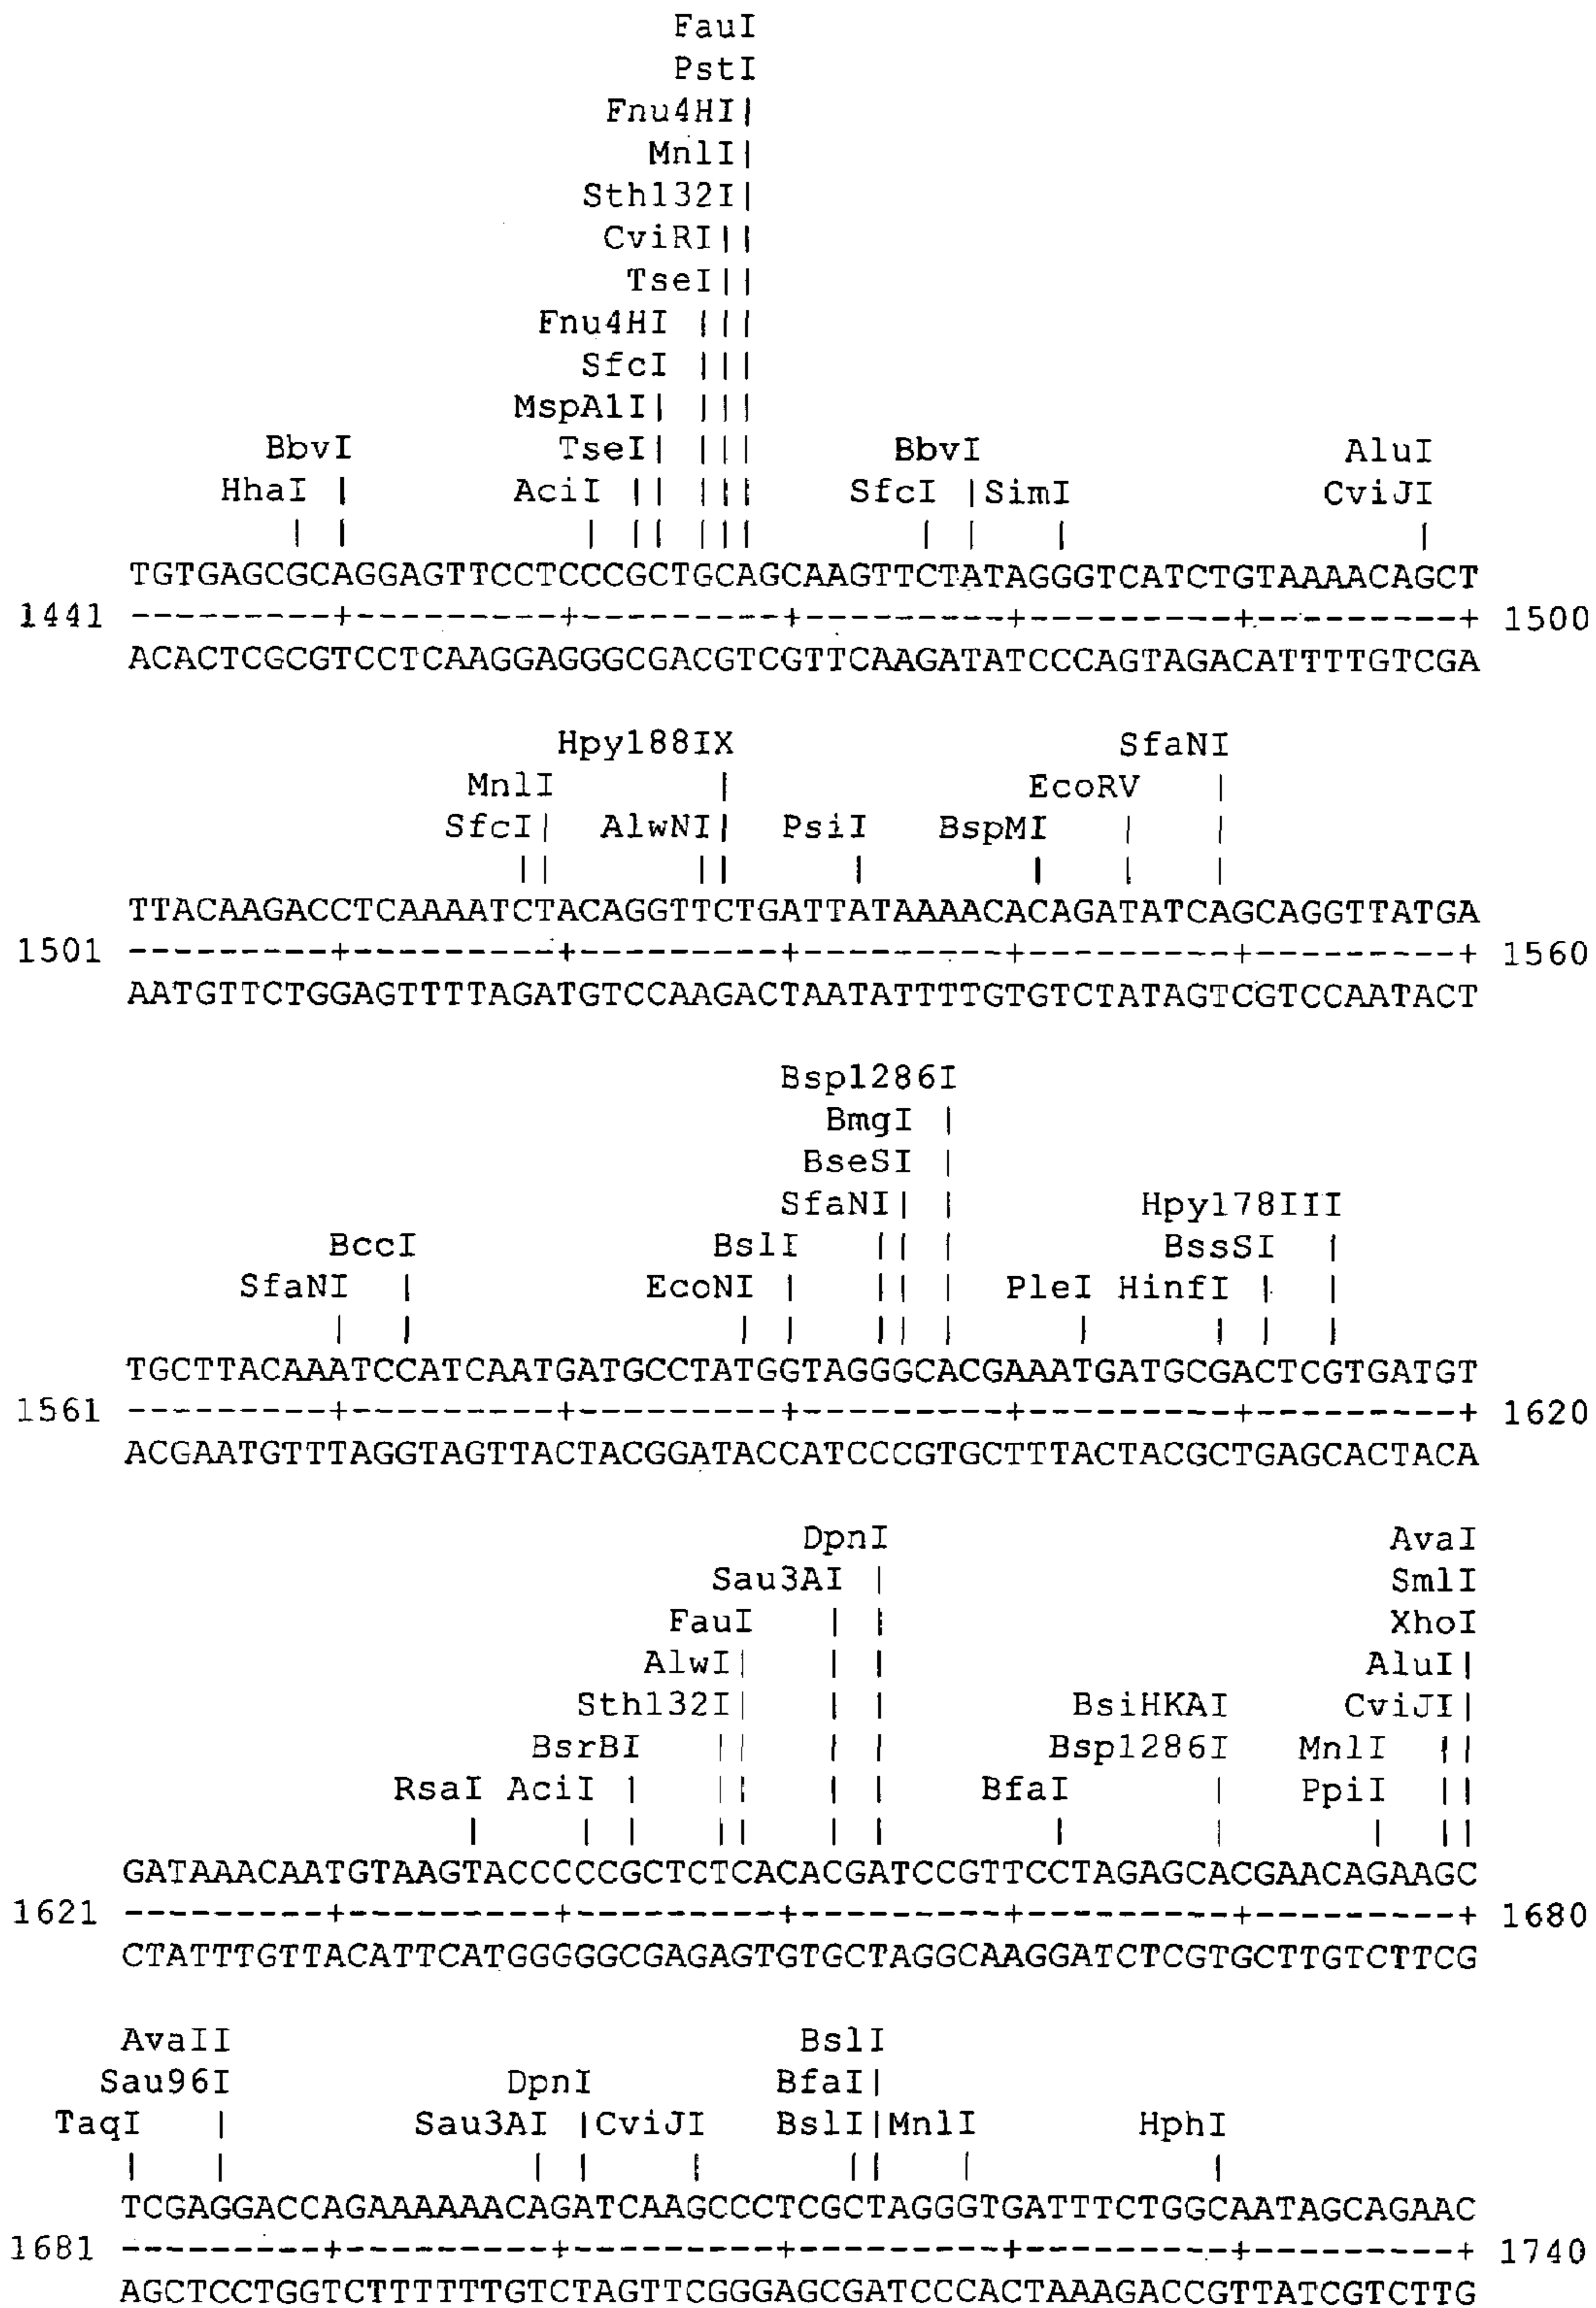 FauI
PstI
Fnu4HI|
MnlI|
Sth132I|
CviRI||
TseI||
Fnu4HI |||
SfcI |||
MspA1I| |||
BbvI TseI| ||| BbvI AluI
HhaI | AciI || ||| SfcI |SimI CviJI
| | | || ||| | | | |
TGTGAGCGCAGGAGTTCCTCCCGCTGCAGCAAGTTCTATAGGGTCATCTGTAAAACAGCT
1441 ---------+---------+---------+---------+---------+---------+ 1500
ACACTCGCGTCCTCAAGGAGGGCGACGTCGTTCAAGATATCCCAGTAGACATTTTGTCGA
Hpy188IX SfaNI
MnlI | EcoRV |
SfcI| AlwNI| PsiI BspMI | |
|| || | | | |
TTACAAGACCTCAAAATCTACAGGTTCTGATTATAAAACACAGATATCAGCAGGTTATGA
1501 ---------+---------+---------+---------+---------+---------+ 1560
AATGTTCTGGAGTTTTAGATGTCCAAGACTAATATTTTGTGTCTATAGTCGTCCAATACT
Bsp1286I
BmgI |
BseSI |
SfaNI| | Hpy178III
BccI BslI || | BssSI |
SfaNI | EcoNI | || | PleI HinfI | |
| | | | || | | | | |
TGCTTACAAATCCATCAATGATGCCTATGGTAGGGCACGAAATGATGCGACTCGTGATGT
1561 ---------+---------+---------+---------+---------+---------+ 1620
ACGAATGTTTAGGTAGTTACTACGGATACCATCCCGTGCTTTACTACGCTGAGCACTACA
DpnI AvaI
Sau3AI | SmlI
FauI | | XhoI
AlwI| | | AluI|
Sth132I| | | BsiHKAI CviJI|
BsrBI || | | Bsp1286I MnlI ||
RsaI AciI | || | | BfaI | PpiI ||
| | | || | | | | | ||
GATAAACAATGTAAGTACCCCCGCTCTCACACGATCCGTTCCTAGAGCACGAACAGAAGC
1621 ---------+---------+---------+---------+---------+---------+ 1680
CTATTTGTTACATTCATGGGGGCGAGAGTGTGCTAGGCAAGGATCTCGTGCTTGTCTTCG
AvaII BslI
Sau96I DpnI BfaI|
TaqI | Sau3AI |CviJI BslI|MnlI HphI
| | | | | || | |
TCGAGGACCAGAAAAAAACAGATCAAGCCCTCGCTAGGGTGATTTCTGGCAATAGCAGAAC
1681 ---------+---------+---------+---------+---------+---------+ 1740
AGCTCCTGGTCTTTTTTTGTCTAGTTCGGGAGCGATCCCACTAAAGACCGTTATCGTCTTG